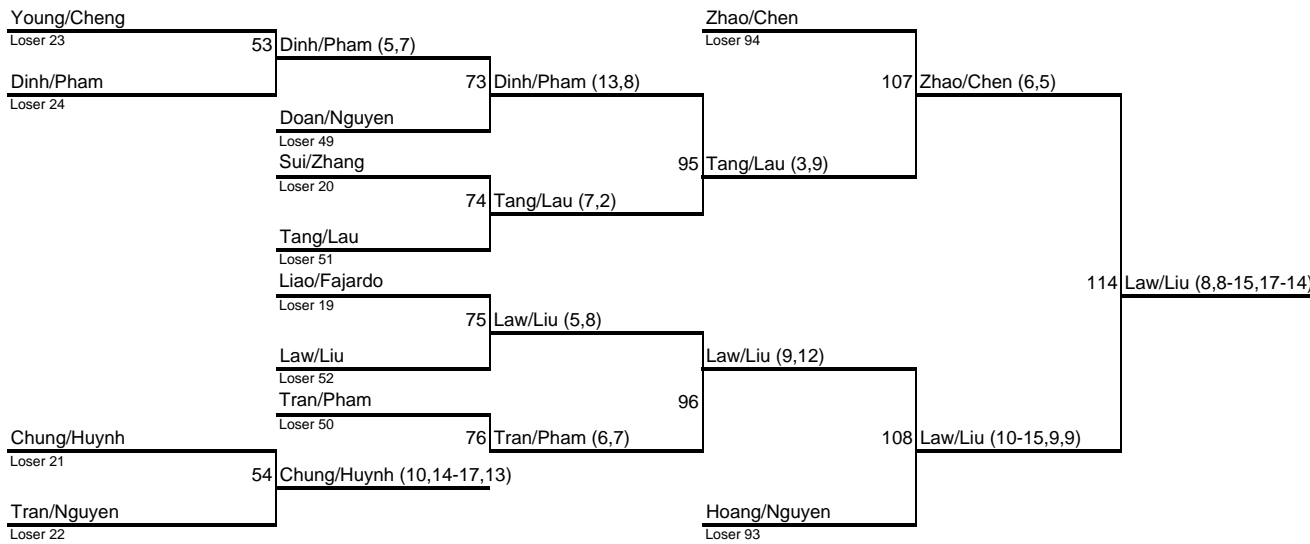 Young/Cheng
Loser 23
53 Dinh/Pham (5,7)
Dinh/Pham
Loser 24
73 Dinh/Pham (13,8)
Doan/Nguyen
Loser 49
Sui/Zhang
Loser 20
74 Tang/Lau (7,2)
Tang/Lau
Loser 51
95 Tang/Lau (3,9)
Zhao/Chen
Loser 94
107 Zhao/Chen (6,5)
Liao/Fajardo
Loser 19
75 Law/Liu (5,8)
Law/Liu
Loser 52
Law/Liu (9,12)
96
Tran/Pham
Loser 50
76 Tran/Pham (6,7)
Chung/Huynh
Loser 21
54 Chung/Huynh (10,14-17,13)
Tran/Nguyen
Loser 22
108 Law/Liu (10-15,9,9)
Hoang/Nguyen
Loser 93
114 Law/Liu (8,8-15,17-14)